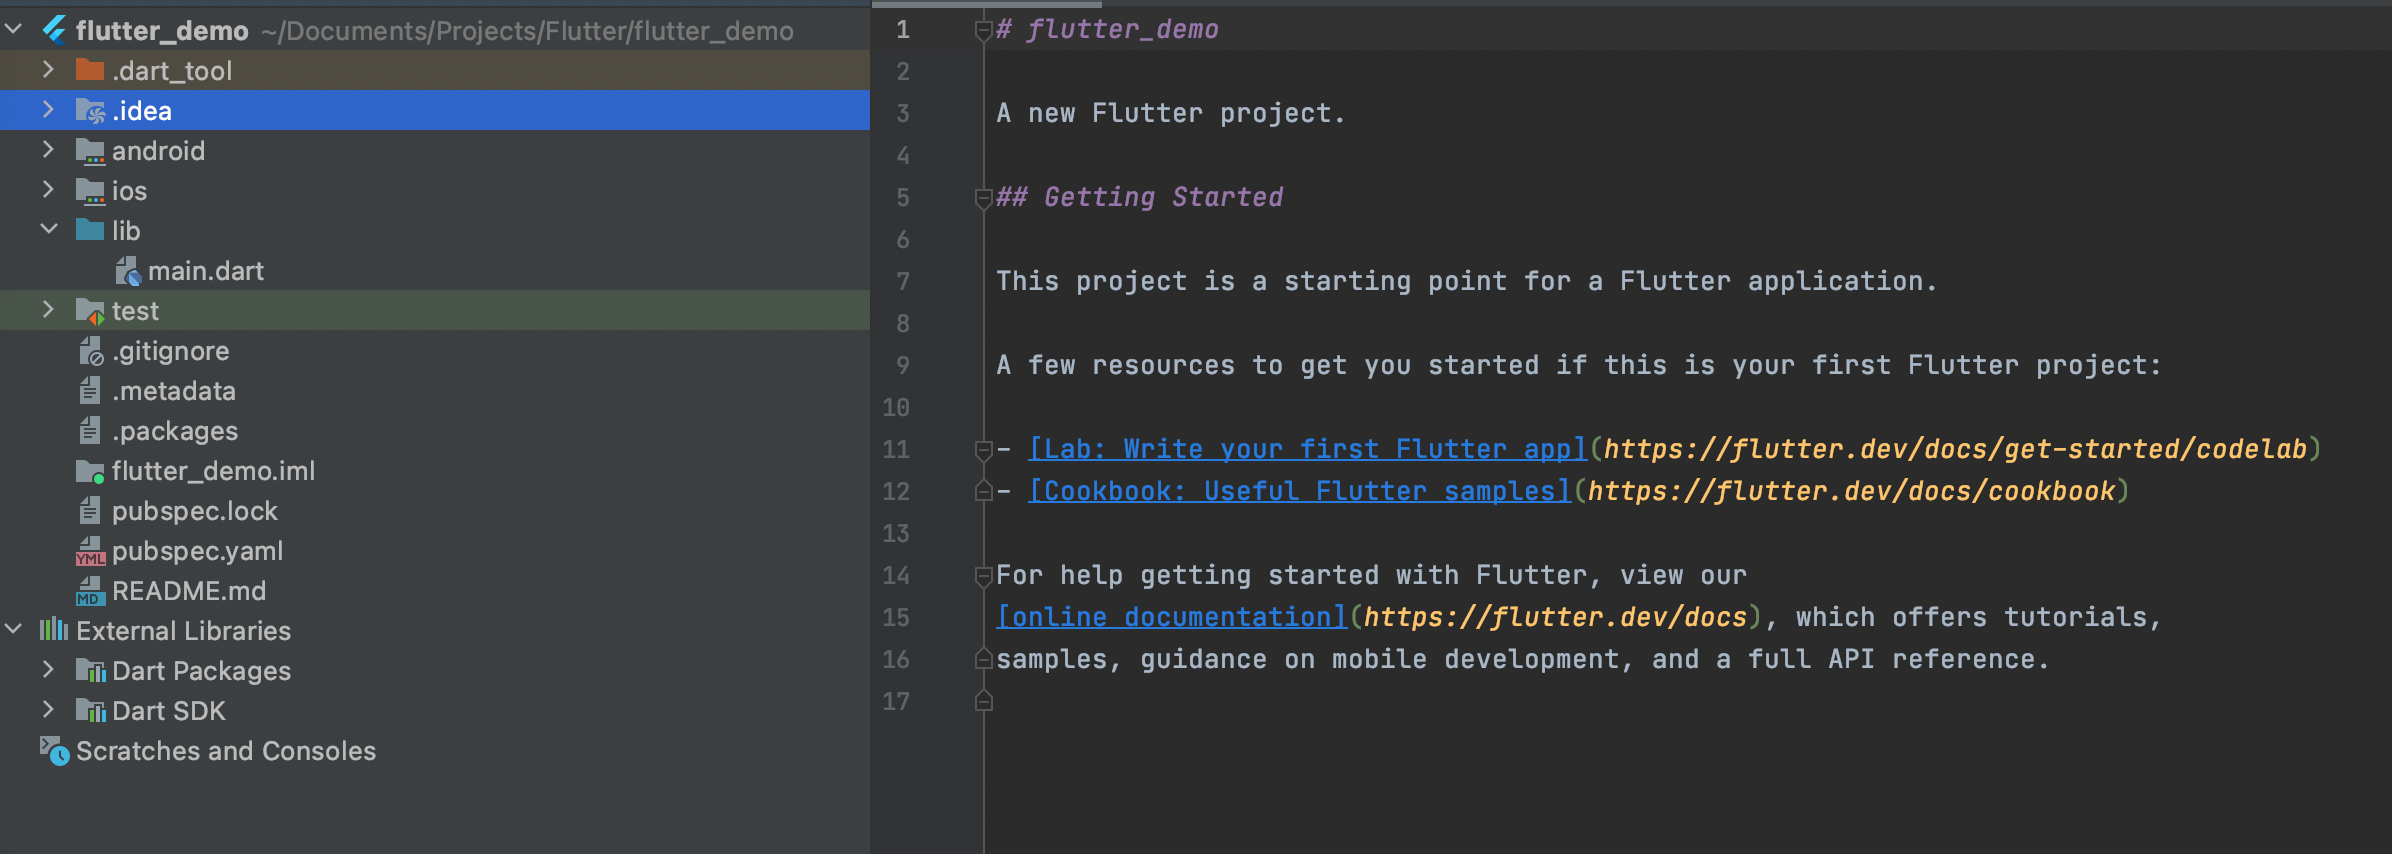 flutter_demo ~/Documents/Projects/Flutter/flutter_demo
.dart_tool
.idea
android
ios
lib
main.dart
test
.gitignore
.metadata
.packages
flutter_demo.iml
pubspec.lock
YML pubspec.yaml
MD README.md
External Libraries
Dart Packages
Dart SDK
Scratches and Consoles
1 # flutter_demo
2
3 A new Flutter project.
4
5 ## Getting Started
6
7 This project is a starting point for a Flutter application.
8
9 A few resources to get you started if this is your first Flutter project:
10
11 - [Lab: Write your first Flutter app](https://flutter.dev/docs/get-started/codelab)
12 - [Cookbook: Useful Flutter samples](https://flutter.dev/docs/cookbook)
13
14 For help getting started with Flutter, view our
15 [online documentation](https://flutter.dev/docs), which offers tutorials,
16 samples, guidance on mobile development, and a full API reference.
17